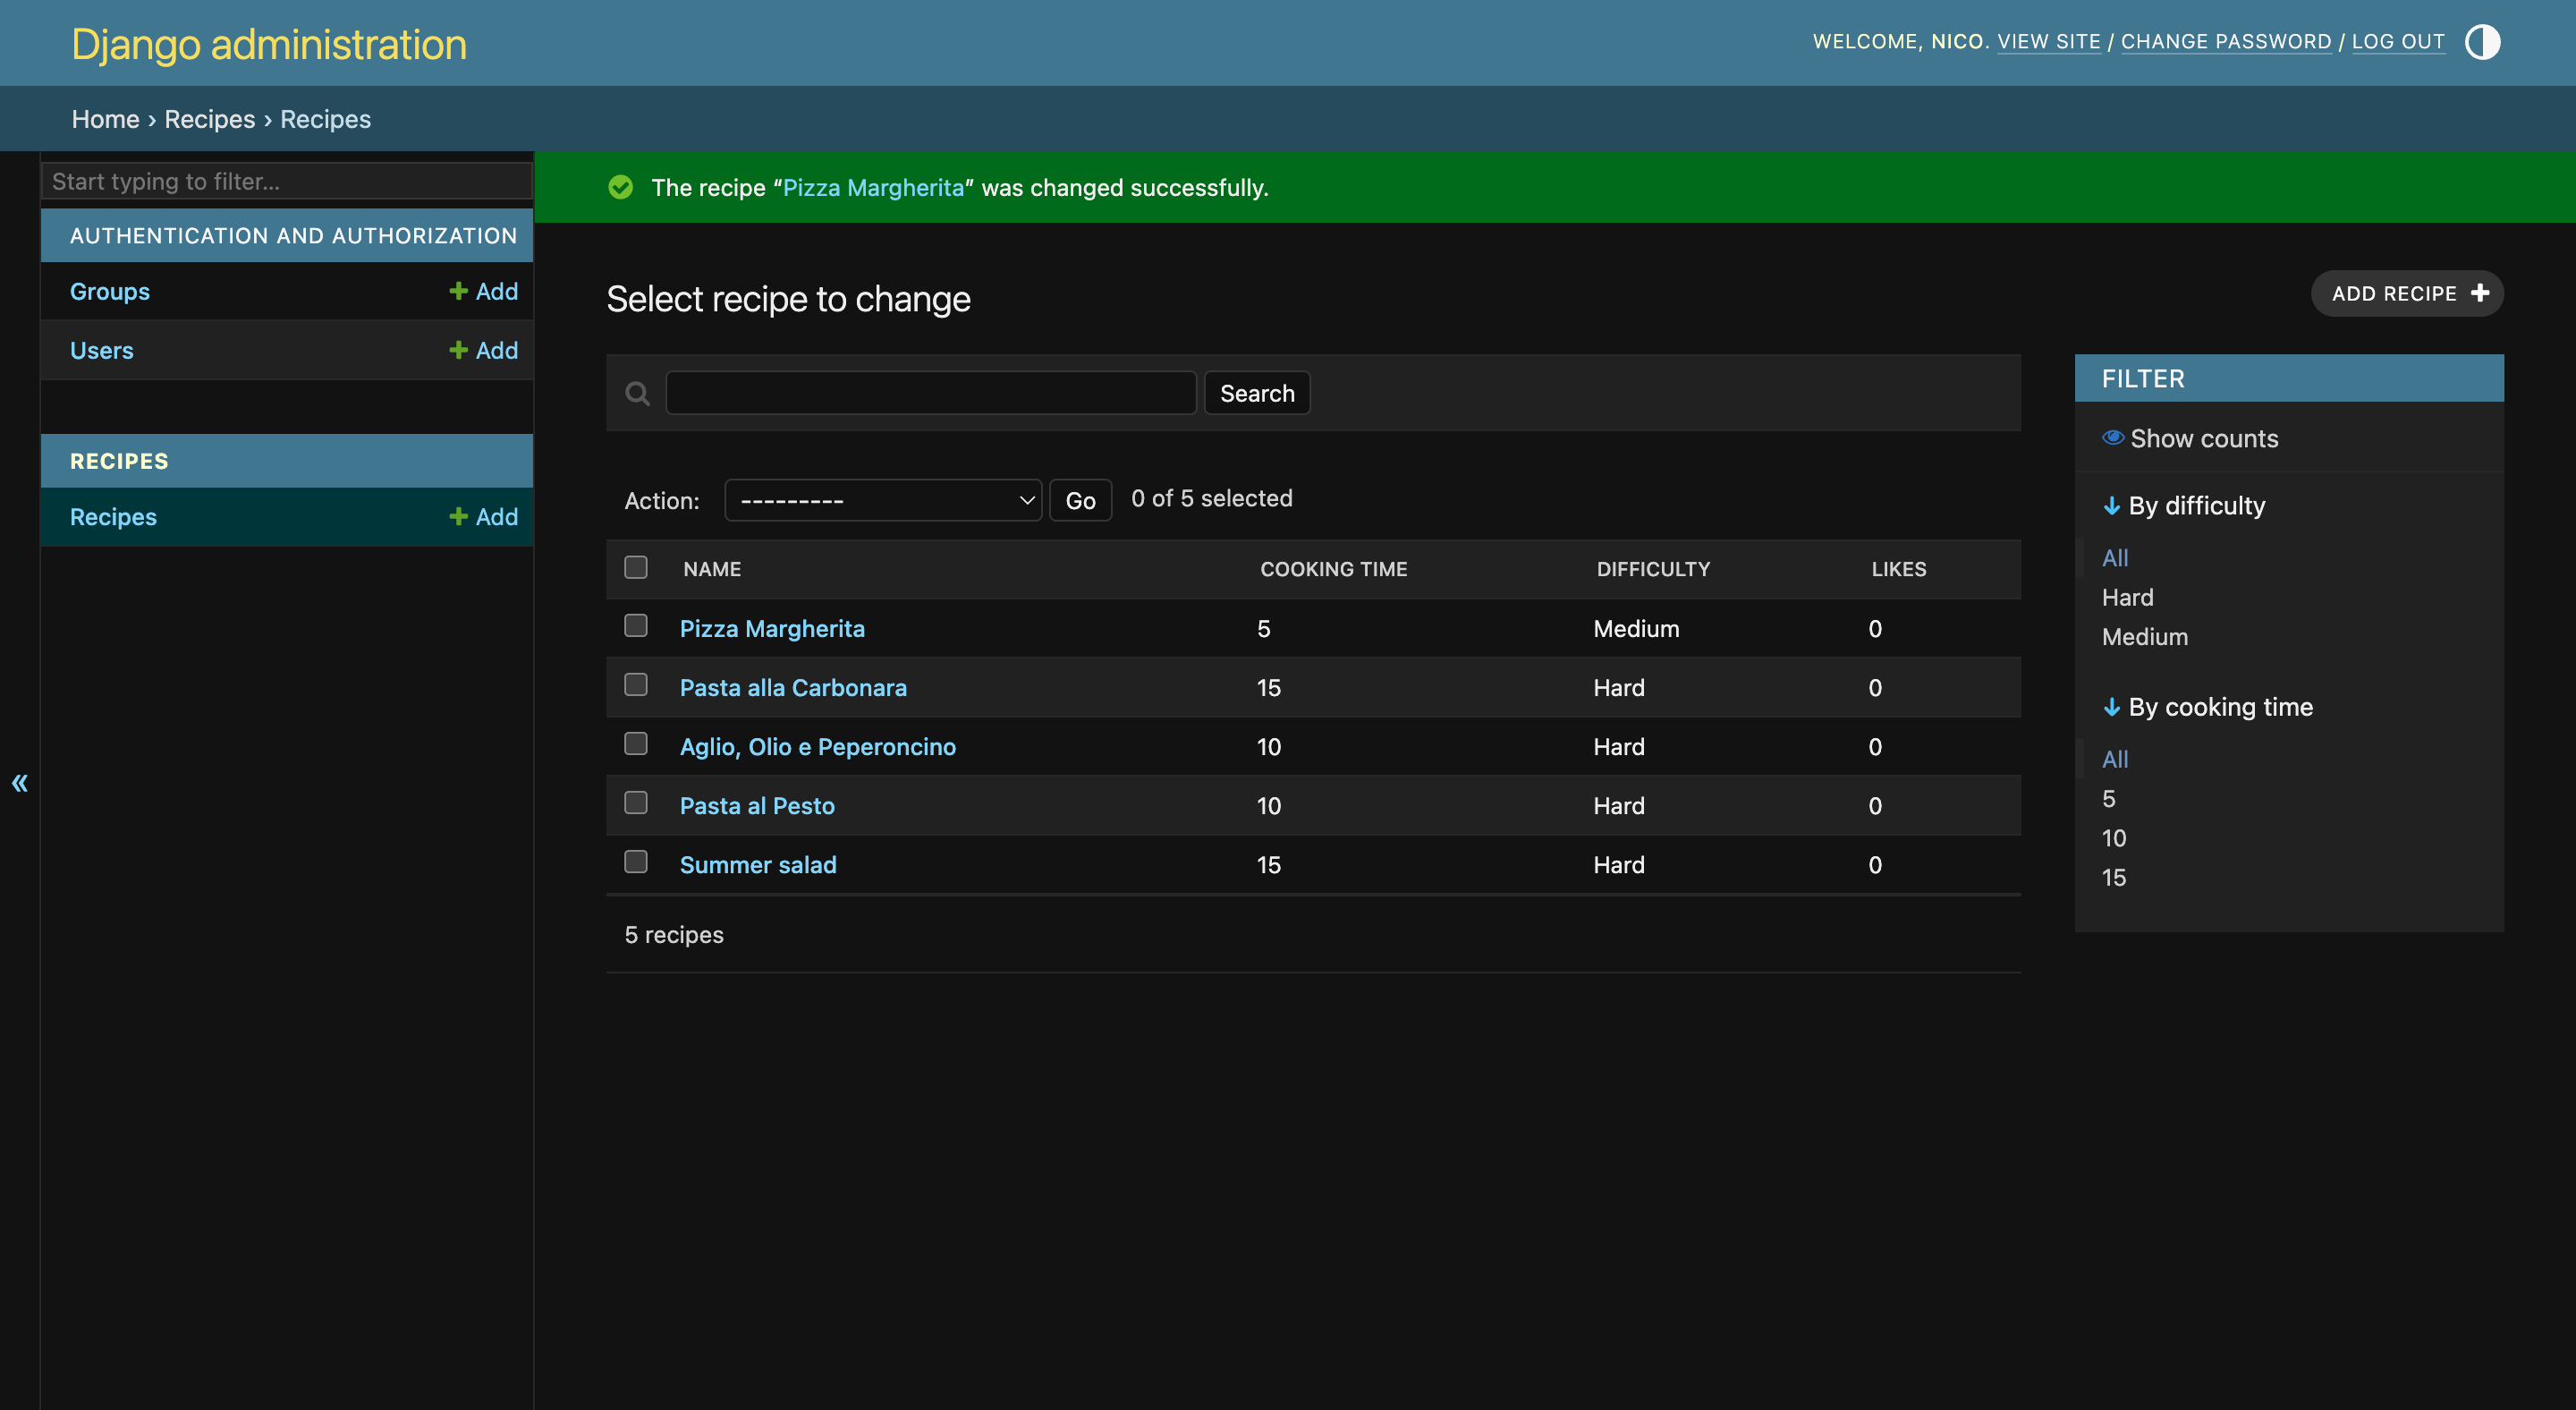 Django administration
WELCOME, NICO. VIEW SITE / CHANGE PASSWORD / LOG OUT
Home › Recipes › Recipes
Start typing to filter...
AUTHENTICATION AND AUTHORIZATION
Groups + Add
Users + Add
RECIPES
Recipes + Add
«
The recipe “Pizza Margherita” was changed successfully.
Select recipe to change
ADD RECIPE +
Search
Action: --------- Go 0 of 5 selected
NAME COOKING TIME DIFFICULTY LIKES
Pizza Margherita 5 Medium 0
Pasta alla Carbonara 15 Hard 0
Aglio, Olio e Peperoncino 10 Hard 0
Pasta al Pesto 10 Hard 0
Summer salad 15 Hard 0
5 recipes
FILTER
Show counts
↓ By difficulty
All
Hard
Medium
↓ By cooking time
All
5
10
15